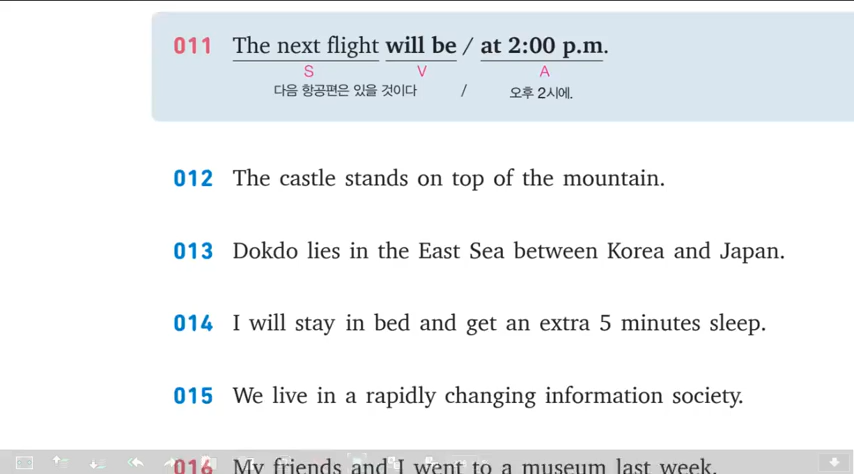 011 The next flight will be / at 2:00 p.m.
S V A
다음 항공편은 있을 것이다 / 오후 2시에.
012 The castle stands on top of the mountain.
013 Dokdo lies in the East Sea between Korea and Japan.
014 I will stay in bed and get an extra 5 minutes sleep.
015 We live in a rapidly changing information society.
016 My friends and I went to a museum last week.